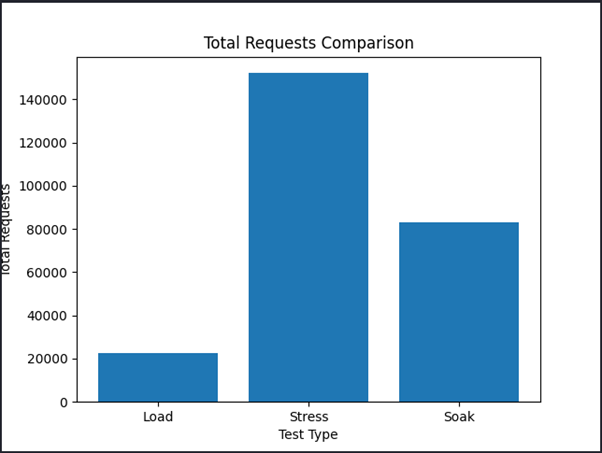 Total Requests Comparison
140000
120000
100000
80000
60000
40000
20000
0
Total Requests
Load Stress Soak
Test Type